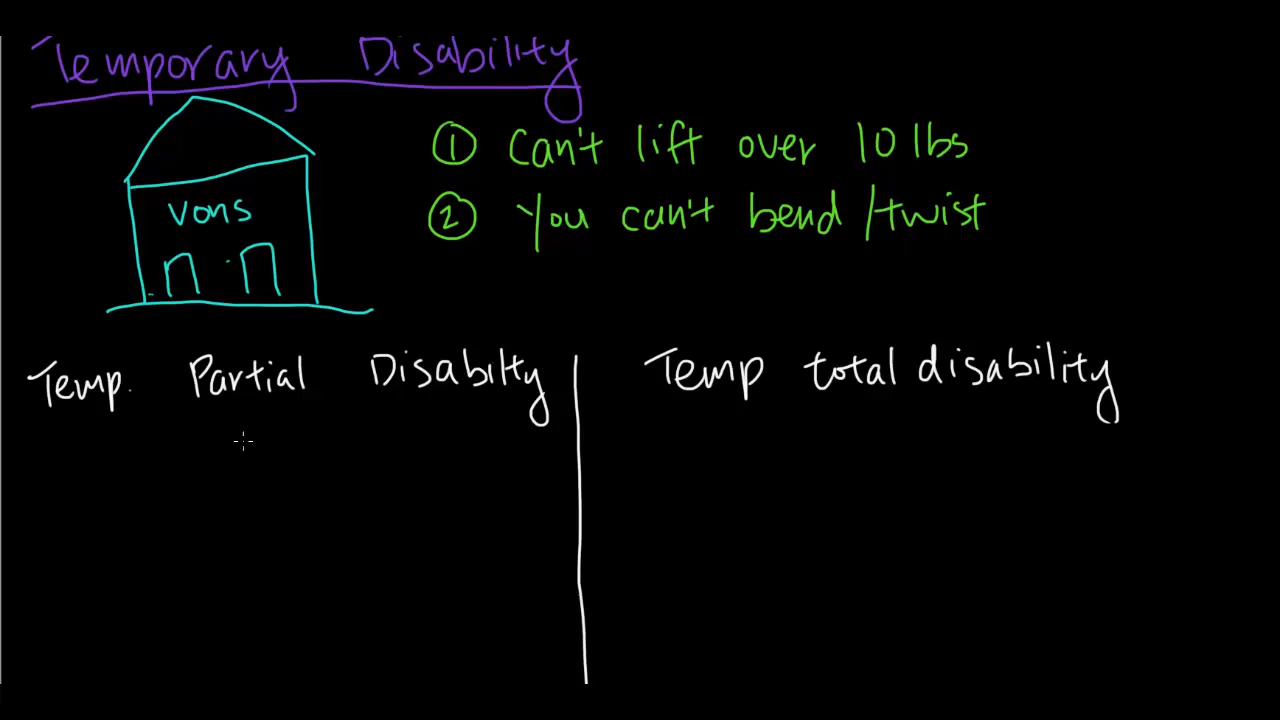 Temporary Disability
① Can't lift over 10 lbs
② You can't bend/twist
vons
Temp. Partial Disabilty
Temp total disability